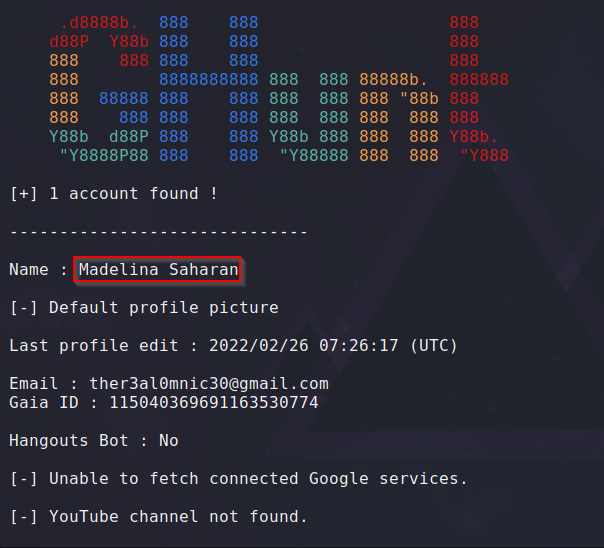 .d8888b.  888    888                   888
d88P  Y88b 888    888                   888
888    888 888    888                   888
888        8888888888 888  888 88888b.  888888
888  88888 888    888 888  888 888 "88b 888
888    888 888    888 888  888 888  888 888
Y88b  d88P 888    888 Y88b 888 888  888 Y88b.
 "Y8888P88 888    888  "Y88888 888  888  "Y888
[+] 1 account found !
------------------------------
Name : Madelina Saharan
[-] Default profile picture
Last profile edit : 2022/02/26 07:26:17 (UTC)
Email : ther3al0mnic30@gmail.com
Gaia ID : 115040369691163530774
Hangouts Bot : No
[-] Unable to fetch connected Google services.
[-] YouTube channel not found.